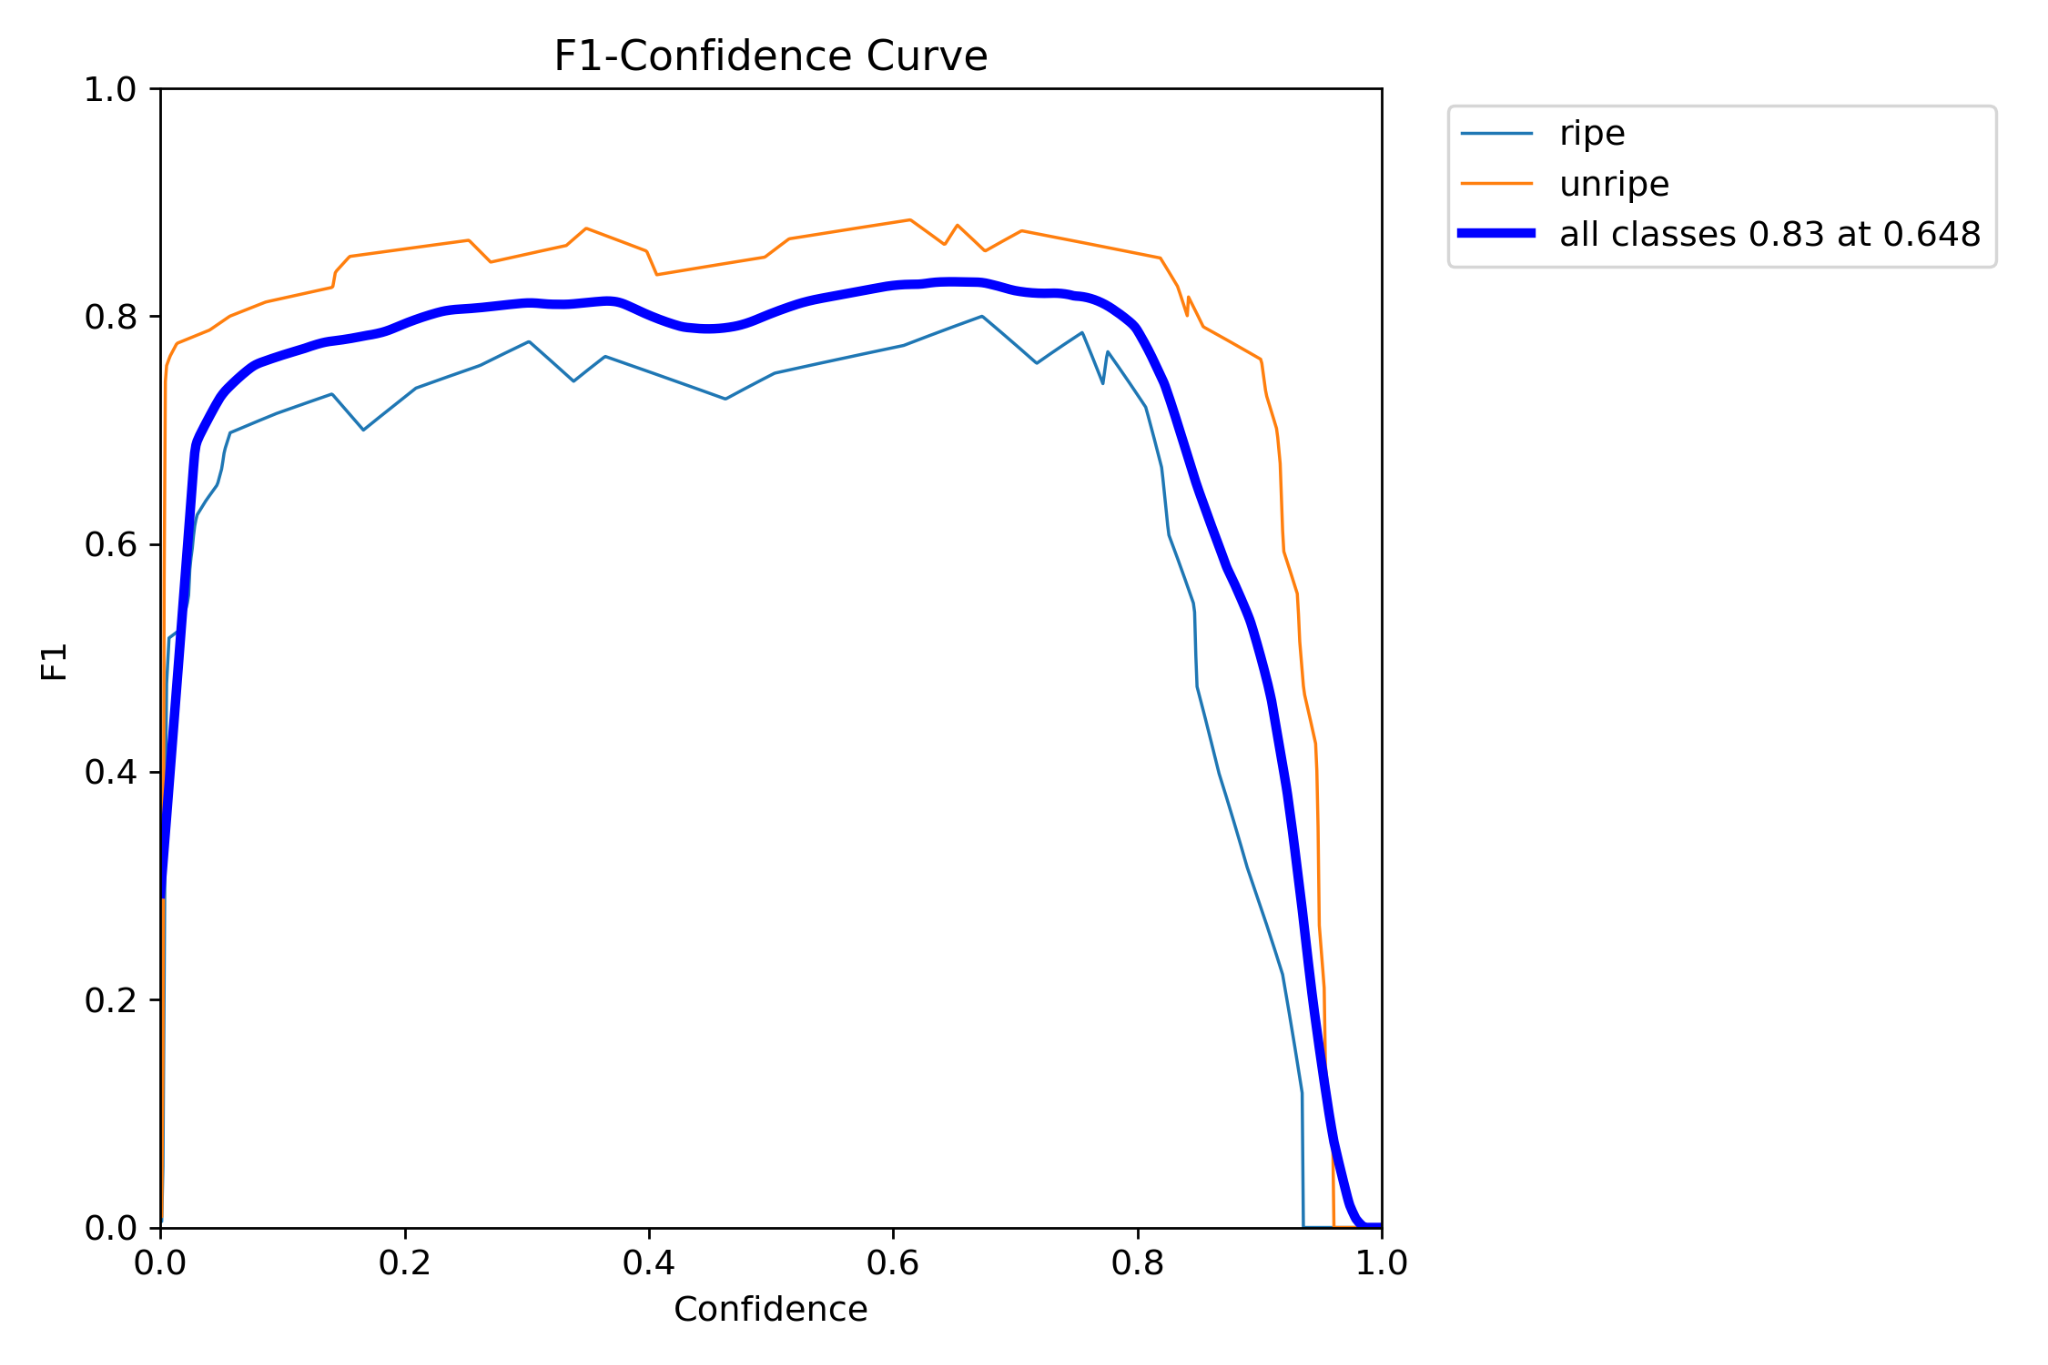 F1-Confidence Curve
1.0
0.8
0.6
0.4
0.2
0.0
F1
0.0 0.2 0.4 0.6 0.8 1.0
Confidence
ripe
unripe
all classes 0.83 at 0.648